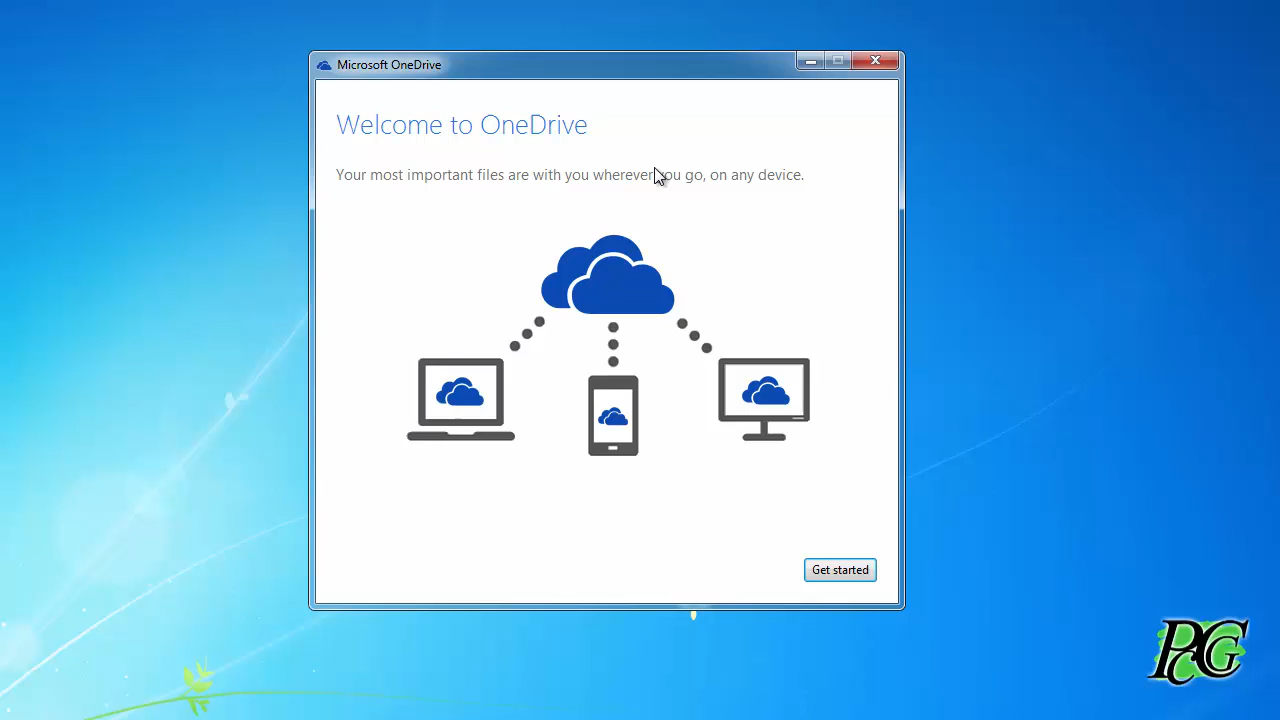 Microsoft OneDrive
Welcome to OneDrive
Your most important files are with you wherever you go, on any device.
Get started
PCG